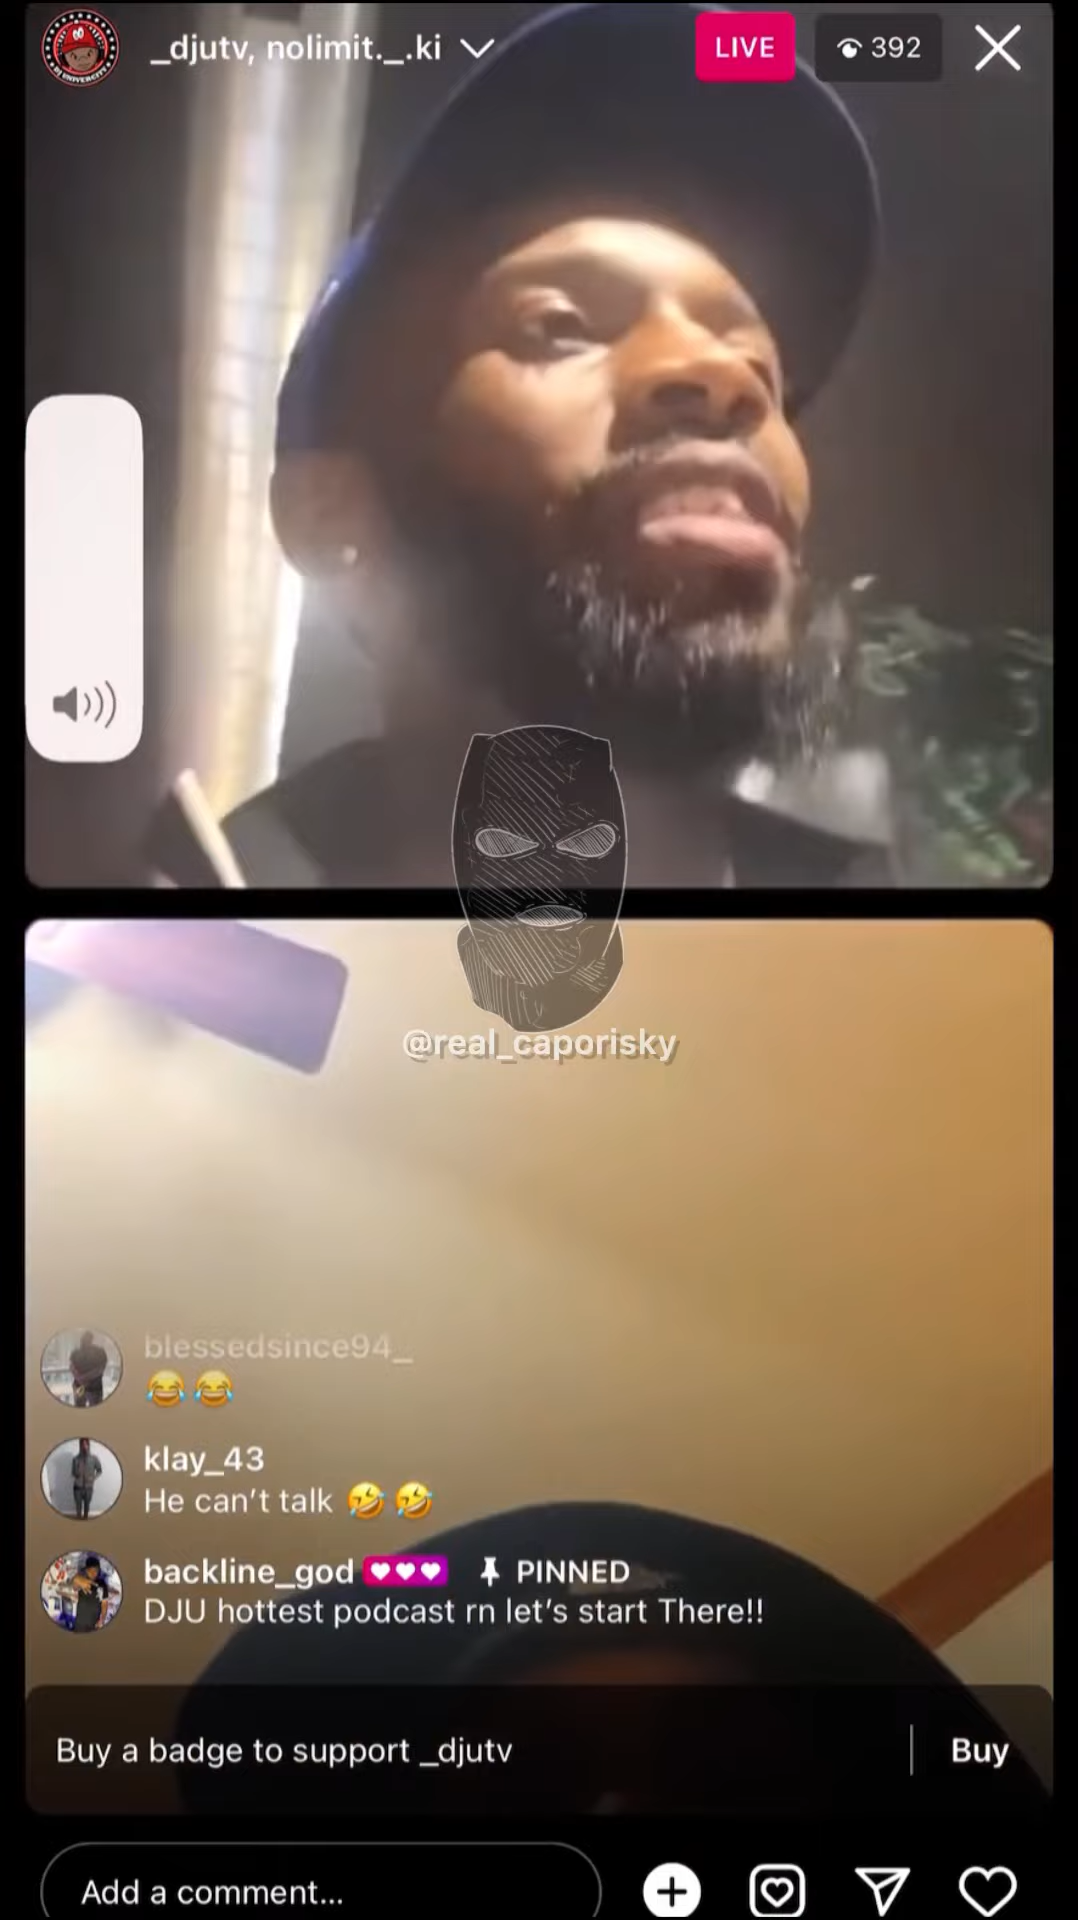 _djutv, nolimit._.ki
LIVE
392
@real_caporisky
blessedsince94_
😂😂
klay_43
He can't talk 🤣🤣
backline_god PINNED
DJU hottest podcast rn let's start There!!
Buy a badge to support _djutv
Buy
Add a comment...